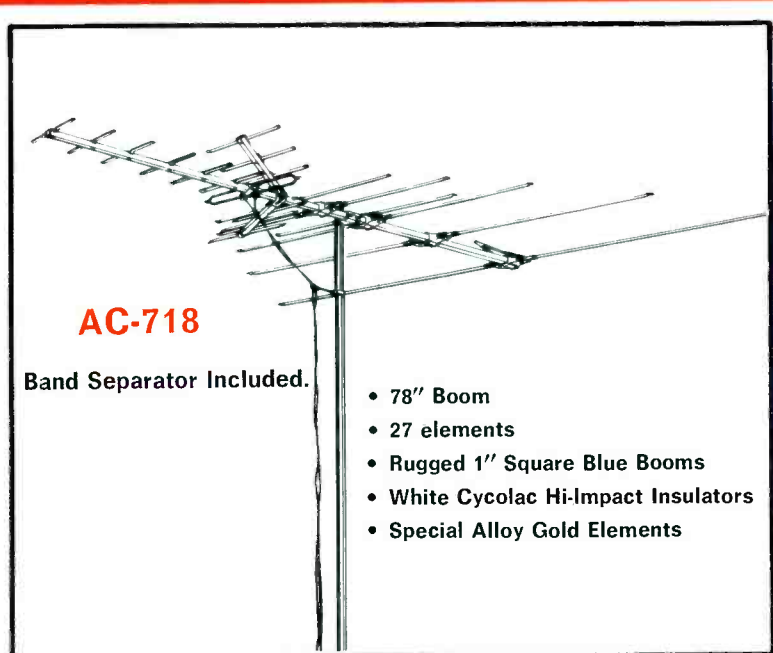 AC-718
Band Separator Included.
• 78″ Boom
• 27 elements
• Rugged 1″ Square Blue Booms
• White Cycolac Hi-Impact Insulators
• Special Alloy Gold Elements